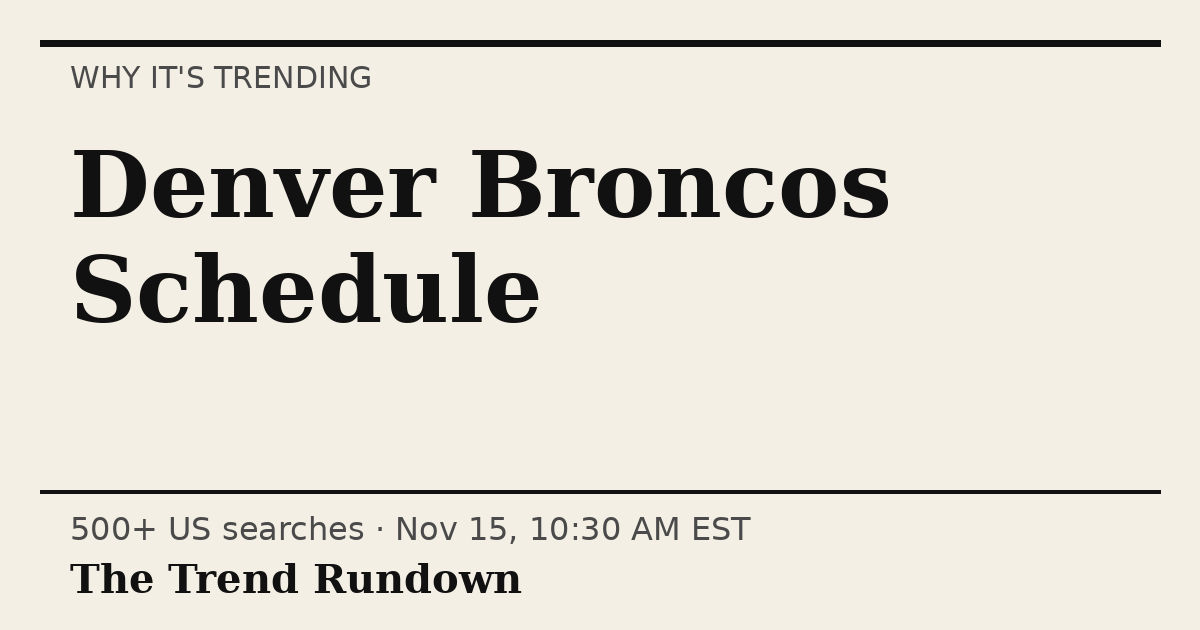 WHY IT'S TRENDING
Denver Broncos
Schedule
500+ US searches · Nov 15, 10:30 AM EST
The Trend Rundown